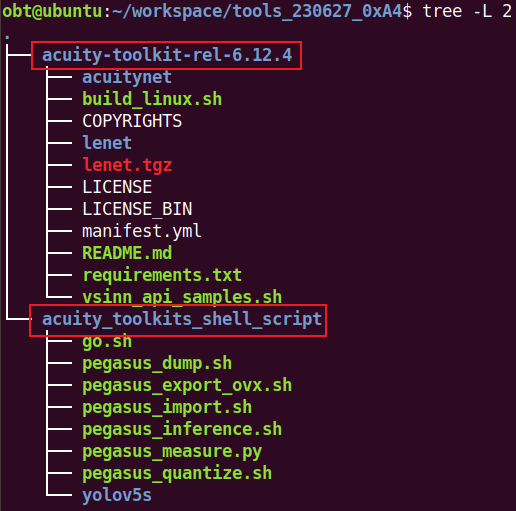 obt@ubuntu:~/workspace/tools_230627_0xA4$ tree -L 2
.
├── acuity-toolkit-rel-6.12.4
│   ├── acuitynet
│   ├── build_linux.sh
│   ├── COPYRIGHTS
│   ├── lenet
│   ├── lenet.tgz
│   ├── LICENSE
│   ├── LICENSE_BIN
│   ├── manifest.yml
│   ├── README.md
│   ├── requirements.txt
│   └── vsinn_api_samples.sh
├── acuity_toolkits_shell_script
│   ├── go.sh
│   ├── pegasus_dump.sh
│   ├── pegasus_export_ovx.sh
│   ├── pegasus_import.sh
│   ├── pegasus_inference.sh
│   ├── pegasus_measure.py
│   ├── pegasus_quantize.sh
│   └── yolov5s